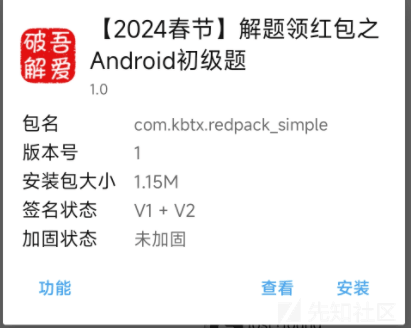 【2024春节】解题领红包之
Android初级题
吾爱
破解
1.0
包名 com.kbtx.redpack_simple
版本号 1
安装包大小 1.15M
签名状态 V1 + V2
加固状态 未加固
功能 查看 安装
先知社区